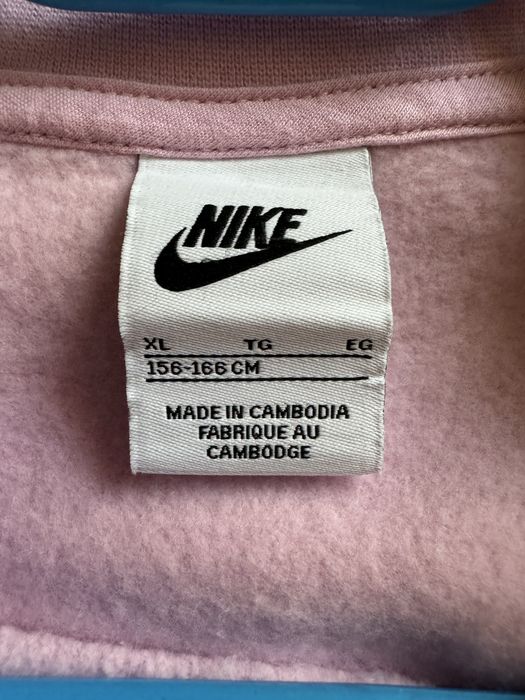 NIKE
XL TG EG
156-166 CM
MADE IN CAMBODIA
FABRIQUE AU
CAMBODGE